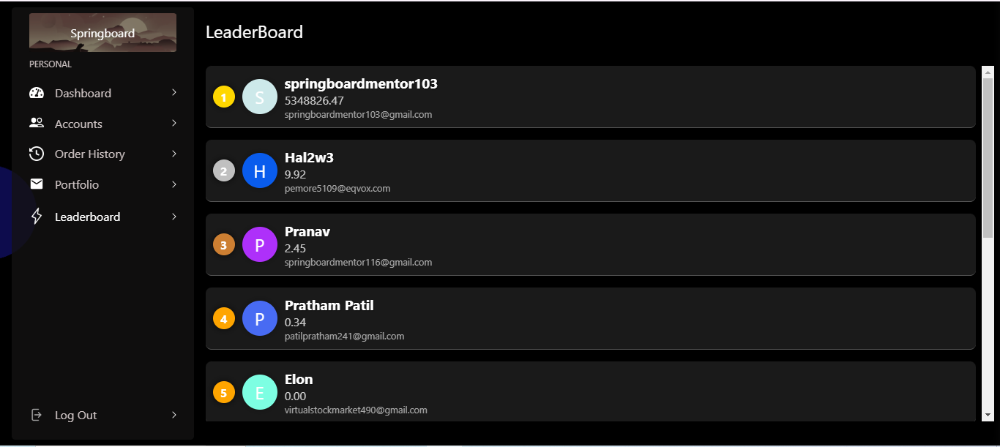 Springboard
PERSONAL
Dashboard
Accounts
Order History
Portfolio
Leaderboard
Log Out
LeaderBoard
1
S
springboardmentor103
5348826.47
springboardmentor103@gmail.com
2
H
Hal2w3
9.92
pemore5109@eqvox.com
3
P
Pranav
2.45
springboardmentor116@gmail.com
4
P
Pratham Patil
0.34
patilpratham241@gmail.com
5
E
Elon
0.00
virtualstockmarket490@gmail.com